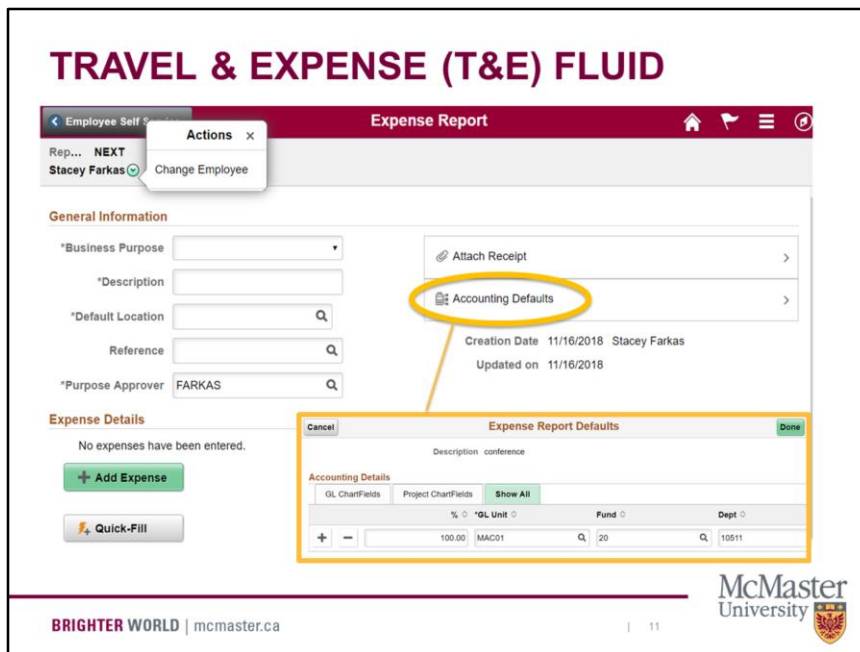 TRAVEL & EXPENSE (T&E) FLUID
Employee Self
Expense Report
Actions ×
Rep... NEXT
Stacey Farkas
Change Employee
General Information
*Business Purpose
*Description
*Default Location
Reference
*Purpose Approver FARKAS
Attach Receipt
Accounting Defaults
Creation Date 11/16/2018 Stacey Farkas
Updated on 11/16/2018
Expense Details
No expenses have been entered.
Add Expense
Quick-Fill
Cancel Expense Report Defaults Done
Description conference
Accounting Details
GL ChartFields Project ChartFields Show All
% *GL Unit Fund Dept
+ − 100.00 MAC01 20 10511
BRIGHTER WORLD | mcmaster.ca
| 11
McMaster
University